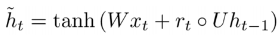 h̃_t = tanh (Wx_t + r_t ∘ Uh_{t−1})